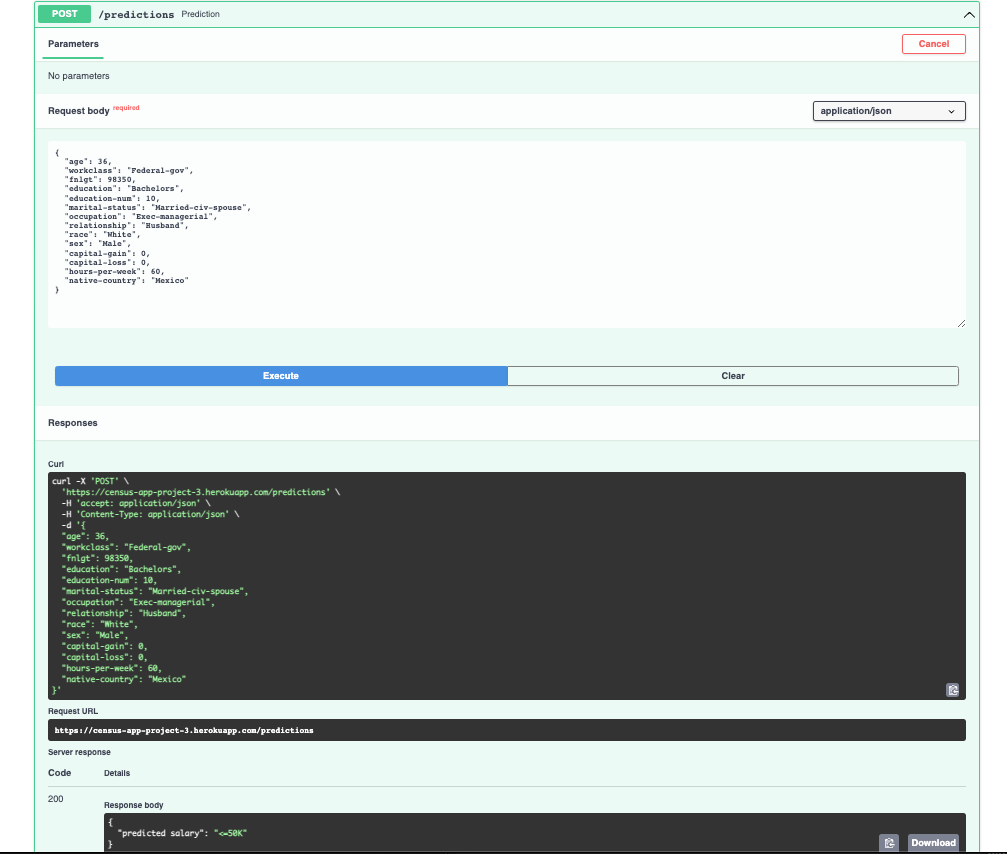 POST /predictions Prediction
Parameters
Cancel
No parameters
Request body required
application/json
{
"age": 36,
"workclass": "Federal-gov",
"fnlgt": 98350,
"education": "Bachelors",
"education-num": 10,
"marital-status": "Married-civ-spouse",
"occupation": "Exec-managerial",
"relationship": "Husband",
"race": "White",
"sex": "Male",
"capital-gain": 0,
"capital-loss": 0,
"hours-per-week": 60,
"native-country": "Mexico"
}
Execute
Clear
Responses
Curl
curl -X 'POST' \
'https://census-app-project-3.herokuapp.com/predictions' \
-H 'accept: application/json' \
-H 'Content-Type: application/json' \
-d '{
"age": 36,
"workclass": "Federal-gov",
"fnlgt": 98350,
"education": "Bachelors",
"education-num": 10,
"marital-status": "Married-civ-spouse",
"occupation": "Exec-managerial",
"relationship": "Husband",
"race": "White",
"sex": "Male",
"capital-gain": 0,
"capital-loss": 0,
"hours-per-week": 60,
"native-country": "Mexico"
}'
Request URL
https://census-app-project-3.herokuapp.com/predictions
Server response
Code Details
200
Response body
{
"predicted salary": "<=50K"
}
Download